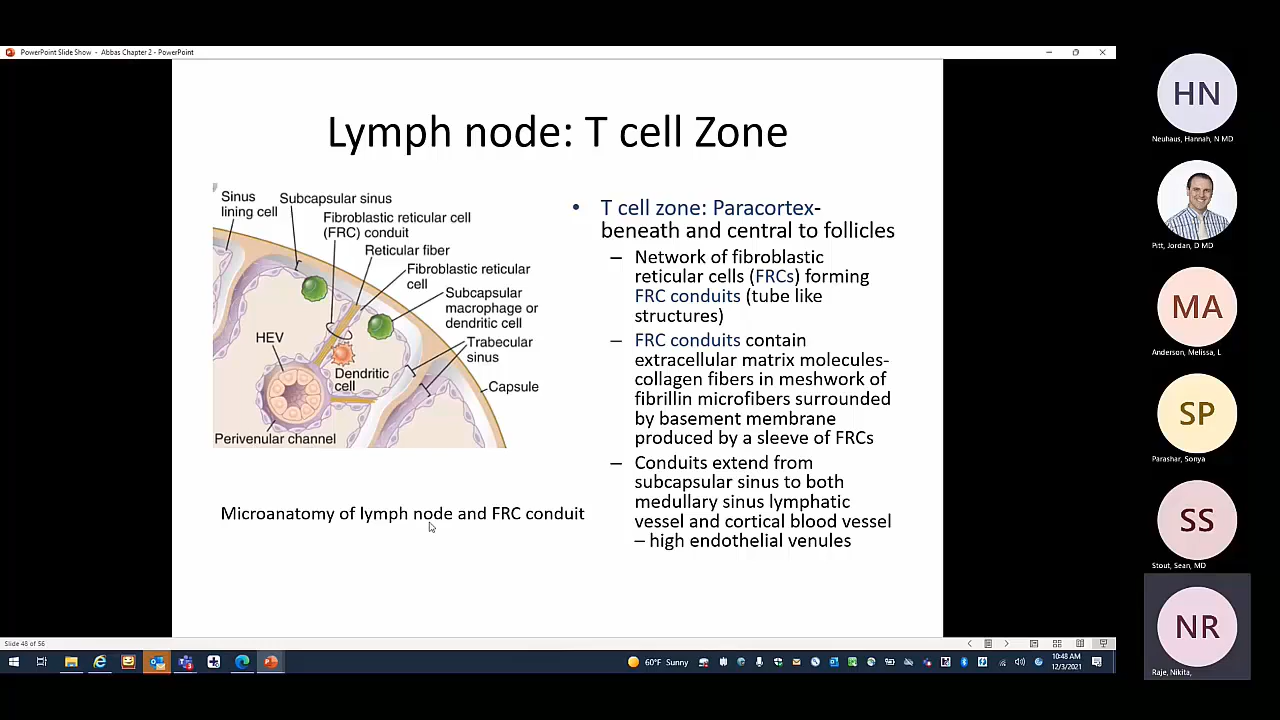 PowerPoint Slide Show - Abbas Chapter 2 - PowerPoint
Lymph node: T cell Zone
Sinus
lining cell
Subcapsular sinus
Fibroblastic reticular cell
(FRC) conduit
Reticular fiber
Fibroblastic reticular
cell
Subcapsular
macrophage or
dendritic cell
Trabecular
sinus
HEV
Dendritic
cell
Capsule
Perivenular channel
Microanatomy of lymph node and FRC conduit
• T cell zone: Paracortex-
beneath and central to follicles
– Network of fibroblastic
reticular cells (FRCs) forming
FRC conduits (tube like
structures)
– FRC conduits contain
extracellular matrix molecules-
collagen fibers in meshwork of
fibrillin microfibers surrounded
by basement membrane
produced by a sleeve of FRCs
– Conduits extend from
subcapsular sinus to both
medullary sinus lymphatic
vessel and cortical blood vessel
– high endothelial venules
Slide 45 of 56
60°F Sunny
10:48 AM
12/3/2021
HN
Neuhaus, Hannah, N MD
Pitt, Jordan, D MD
MA
Anderson, Melissa, L
SP
Parashar, Sonya
SS
Stout, Sean, MD
NR
Raje, Nikita,